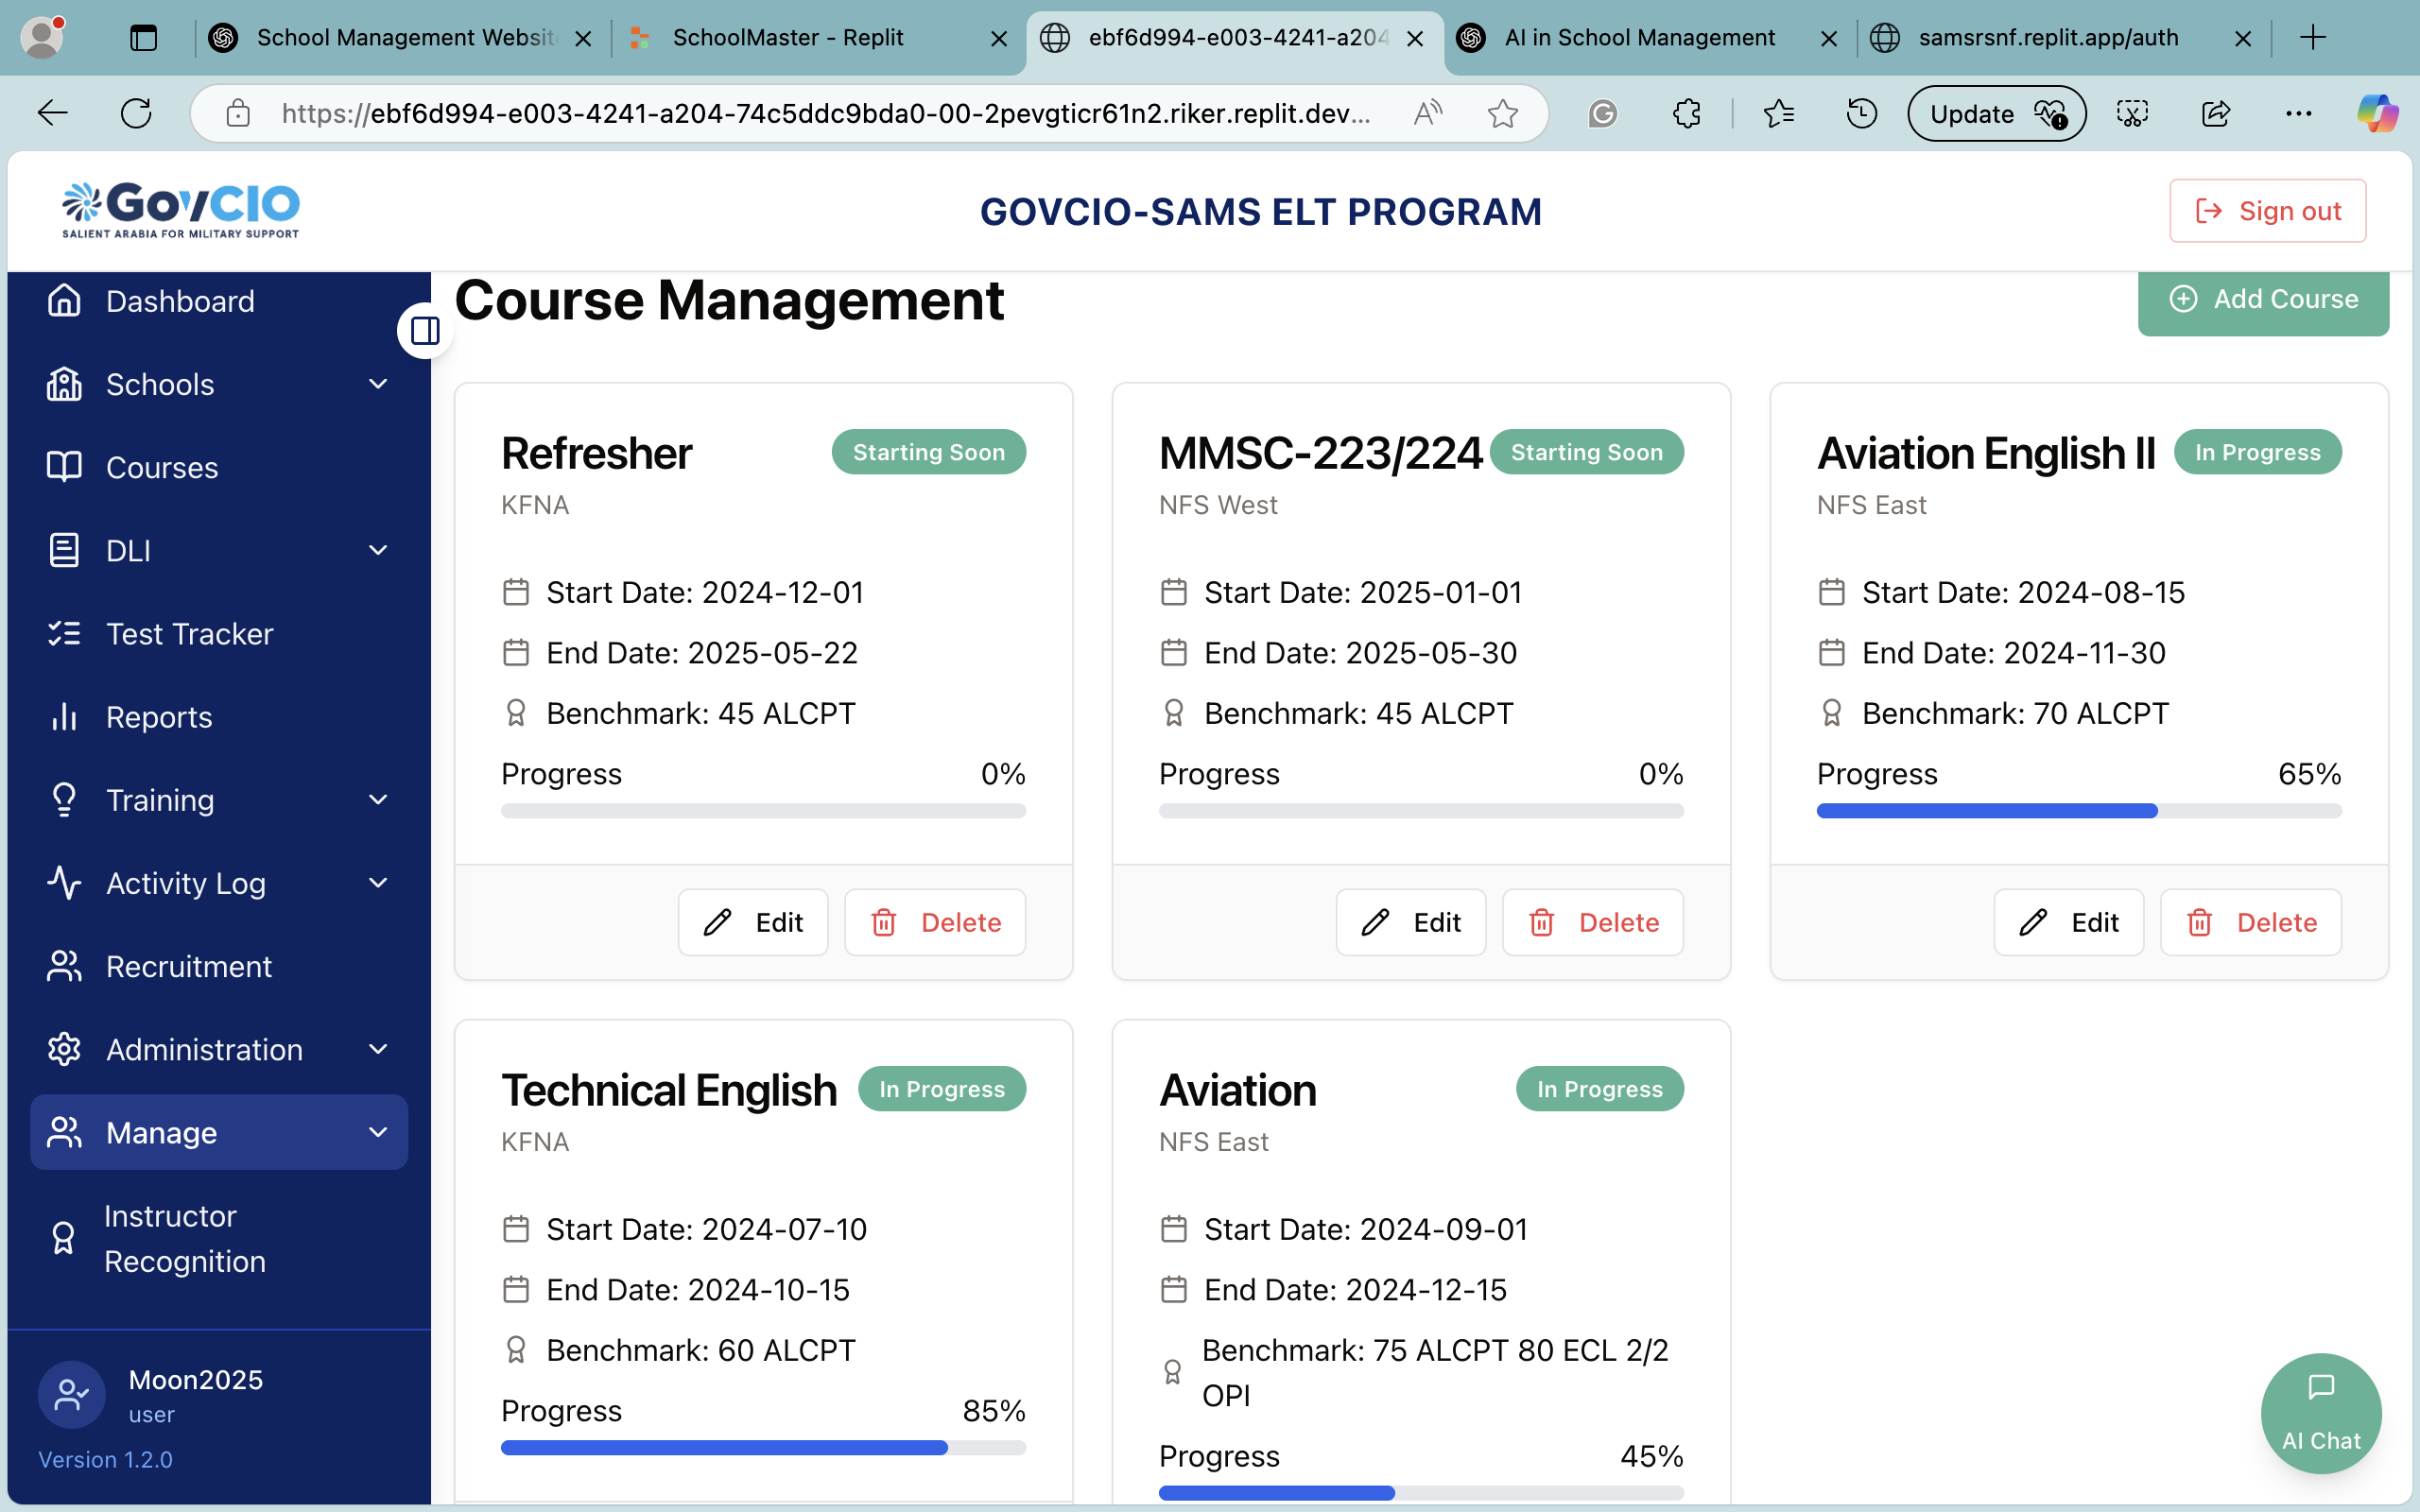 School Management Websit
SchoolMaster - Replit
ebf6d994-e003-4241-a204
AI in School Management
samsrsnf.replit.app/auth
https://ebf6d994-e003-4241-a204-74c5ddc9bda0-00-2pevgticr61n2.riker.replit.dev...
Update
GovCIO
SALIENT ARABIA FOR MILITARY SUPPORT
GOVCIO-SAMS ELT PROGRAM
Sign out
Dashboard
Schools
Courses
DLI
Test Tracker
Reports
Training
Activity Log
Recruitment
Administration
Manage
Instructor
Recognition
Moon2025
user
Version 1.2.0
Course Management
Add Course
Refresher
Starting Soon
KFNA
Start Date: 2024-12-01
End Date: 2025-05-22
Benchmark: 45 ALCPT
Progress 0%
Edit
Delete
MMSC-223/224
Starting Soon
NFS West
Start Date: 2025-01-01
End Date: 2025-05-30
Benchmark: 45 ALCPT
Progress 0%
Edit
Delete
Aviation English II
In Progress
NFS East
Start Date: 2024-08-15
End Date: 2024-11-30
Benchmark: 70 ALCPT
Progress 65%
Edit
Delete
Technical English
In Progress
KFNA
Start Date: 2024-07-10
End Date: 2024-10-15
Benchmark: 60 ALCPT
Progress 85%
Aviation
In Progress
NFS East
Start Date: 2024-09-01
End Date: 2024-12-15
Benchmark: 75 ALCPT 80 ECL 2/2
OPI
Progress 45%
AI Chat